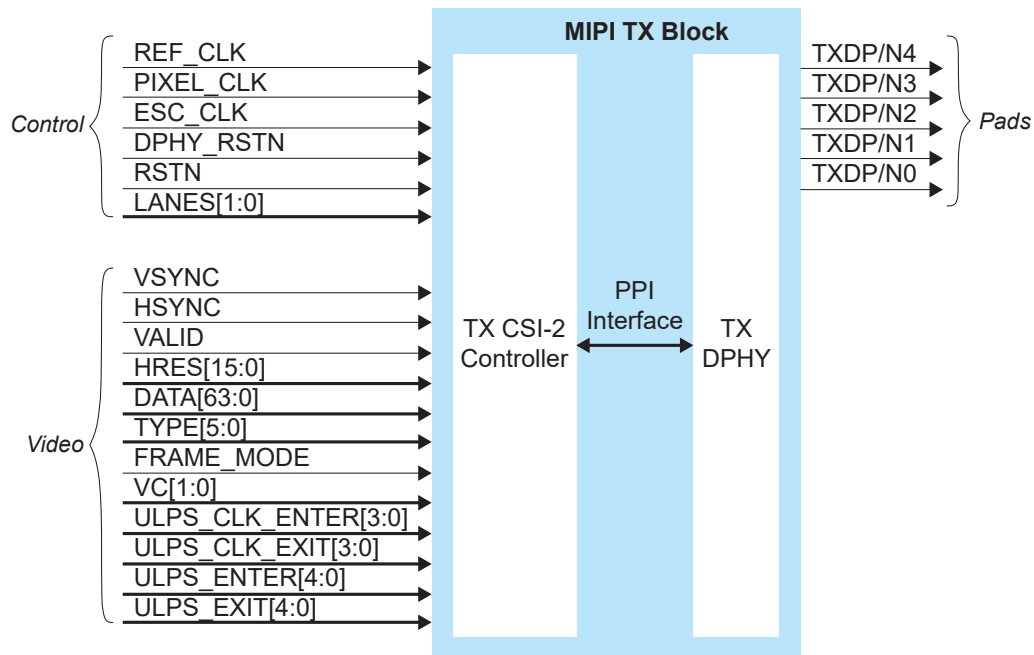 MIPI TX Block
Control
REF_CLK
PIXEL_CLK
ESC_CLK
DPHY_RSTN
RSTN
LANES[1:0]
Video
VSYNC
HSYNC
VALID
HRES[15:0]
DATA[63:0]
TYPE[5:0]
FRAME_MODE
VC[1:0]
ULPS_CLK_ENTER[3:0]
ULPS_CLK_EXIT[3:0]
ULPS_ENTER[4:0]
ULPS_EXIT[4:0]
TX CSI-2
Controller
PPI
Interface
TX
DPHY
TXDP/N4
TXDP/N3
TXDP/N2
TXDP/N1
TXDP/N0
Pads